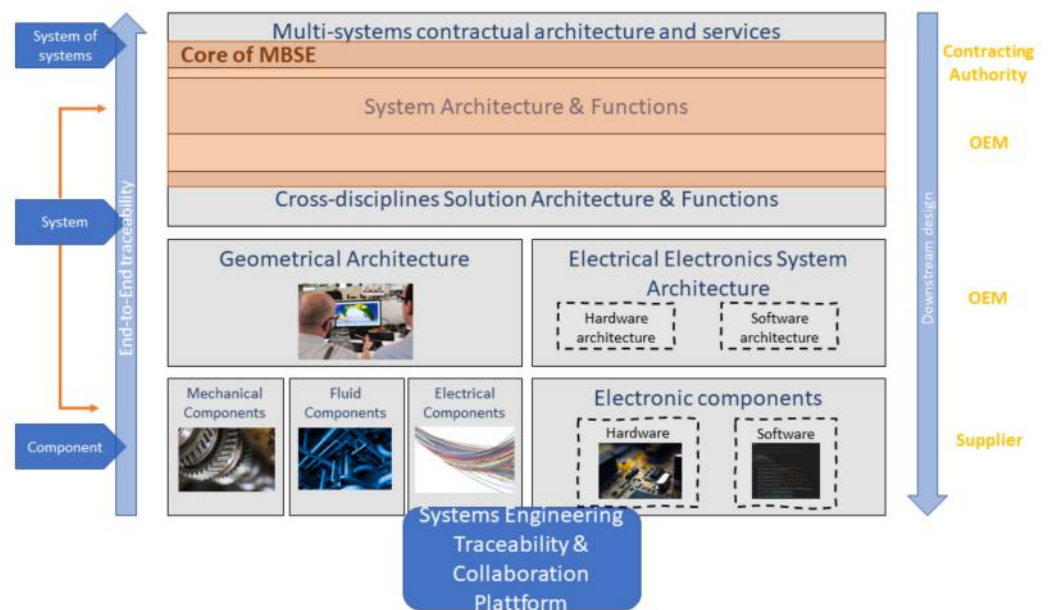 System of
systems
Multi-systems contractual architecture and services
Core of MBSE
Contracting
Authority
System Architecture & Functions
OEM
System
Cross-disciplines Solution Architecture & Functions
End-to-End traceability
Downstream design
Geometrical Architecture
Electrical Electronics System
Architecture
Hardware
architecture
Software
architecture
OEM
Component
Mechanical
Components
Fluid
Components
Electrical
Components
Electronic components
Hardware
Software
Supplier
Systems Engineering
Traceability &
Collaboration
Plattform